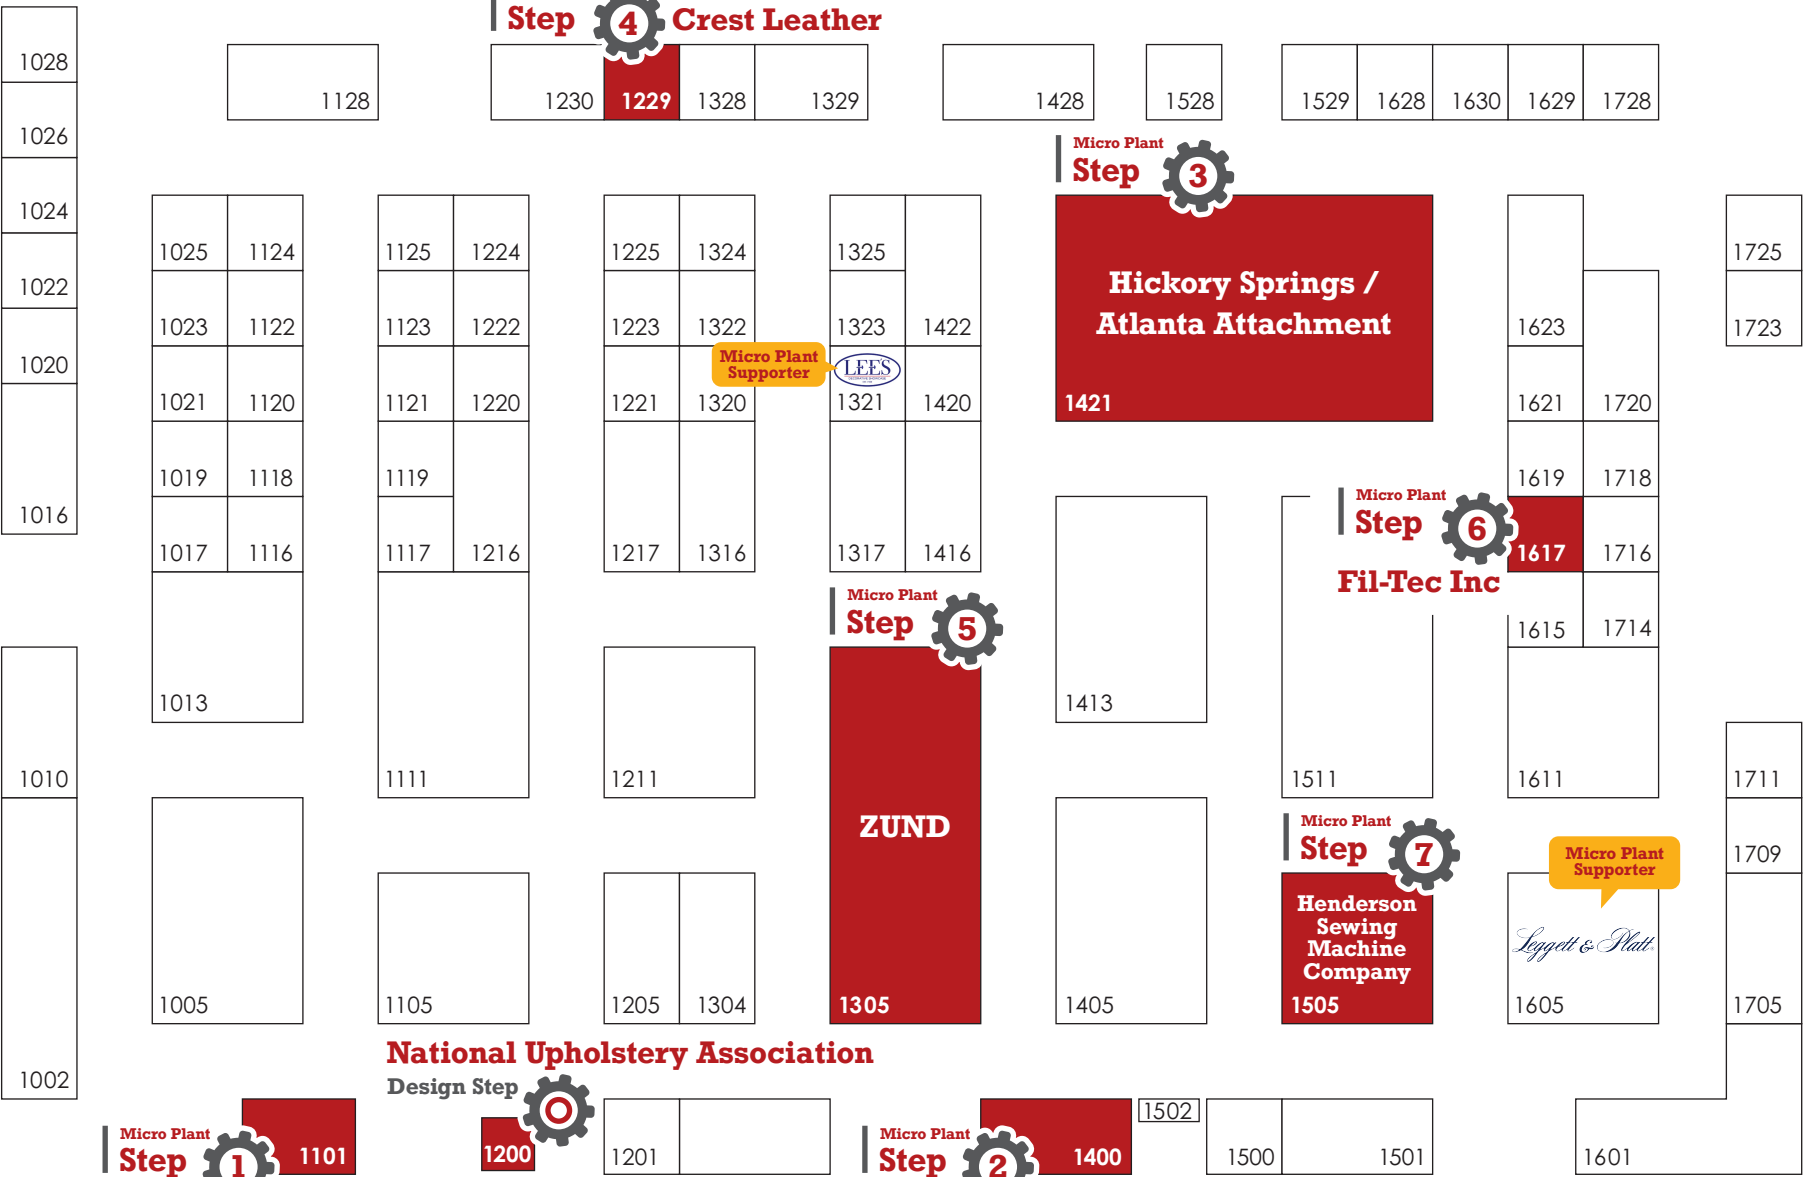 Step 4 Crest Leather
1028
1128
1230 1229 1328 1329
1428
1528
1529 1628 1630 1629 1728
1026
Micro Plant
Step 3
1024
1025 1124
1125 1224
1225 1324
1325
1725
Hickory Springs /
Atlanta Attachment
1022
1023 1122
1123 1222
1223 1322
1323 1422
1623
1723
1020
Micro Plant
Supporter
LEE'S
1021 1120
1121 1220
1221 1320
1321 1420
1421
1621 1720
1019 1118
1119
1619 1718
Micro Plant
Step 6
1016
1017 1116
1117 1216
1217 1316
1317 1416
1617 1716
Fil-Tec Inc
Micro Plant
Step 5
1615 1714
1013
1413
1010
1111
1211
1511
1611
1711
ZUND
Micro Plant
Step 7
Micro Plant
Supporter
1709
Henderson
Sewing
Machine
Company
Leggett & Platt
1005
1105
1205 1304
1305
1405
1505
1605
1705
National Upholstery Association
Design Step
1002
1502
Micro Plant
Step 1
1101
1200
1201
Micro Plant
Step 2
1400
1500 1501
1601